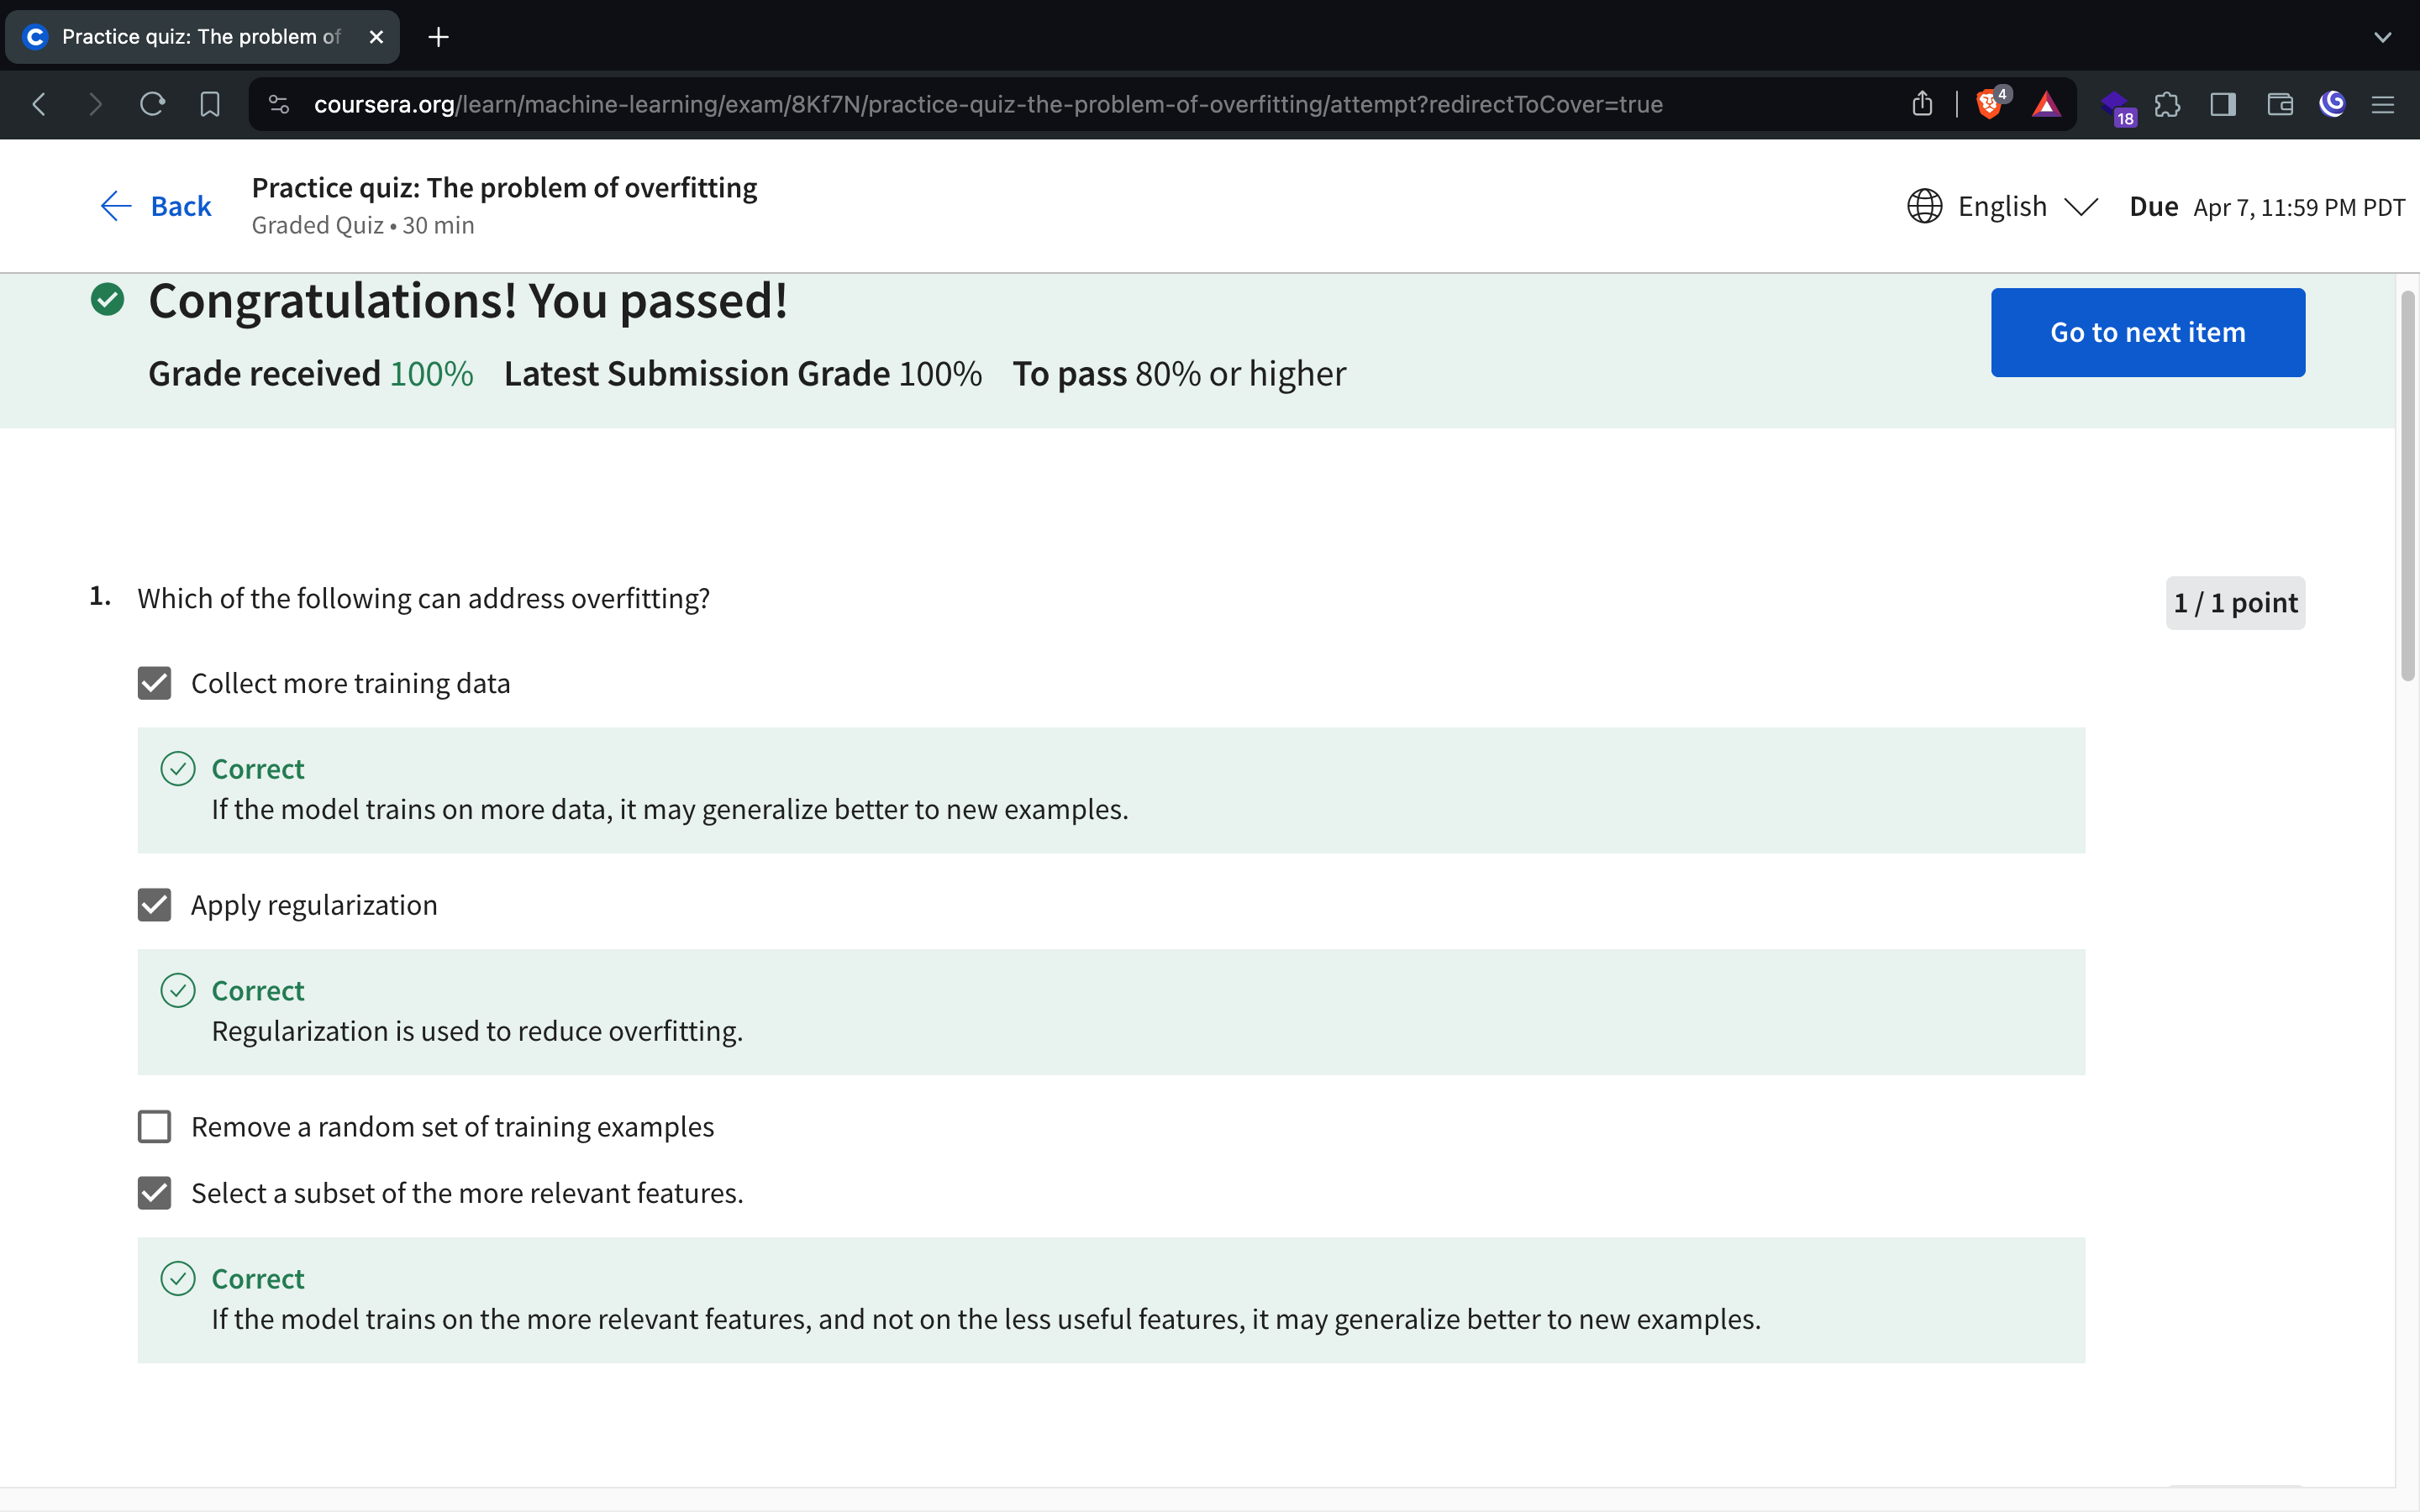 Practice quiz: The problem of
coursera.org/learn/machine-learning/exam/8Kf7N/practice-quiz-the-problem-of-overfitting/attempt?redirectToCover=true
4
18
Back
Practice quiz: The problem of overfitting
Graded Quiz • 30 min
English
Due Apr 7, 11:59 PM PDT
Congratulations! You passed!
Grade received 100% Latest Submission Grade 100% To pass 80% or higher
Go to next item
1. Which of the following can address overfitting?
1 / 1 point
Collect more training data
Correct
If the model trains on more data, it may generalize better to new examples.
Apply regularization
Correct
Regularization is used to reduce overfitting.
Remove a random set of training examples
Select a subset of the more relevant features.
Correct
If the model trains on the more relevant features, and not on the less useful features, it may generalize better to new examples.